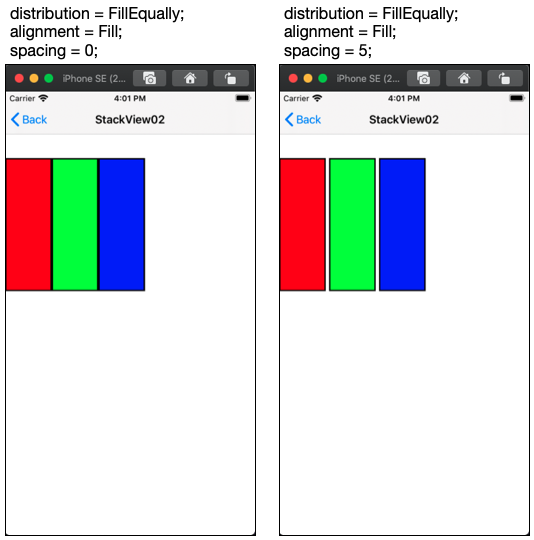 distribution = FillEqually;
alignment = Fill;
spacing = 0;
iPhone SE (2...
Carrier
4:01 PM
Back
StackView02
distribution = FillEqually;
alignment = Fill;
spacing = 5;
iPhone SE (2...
Carrier
4:01 PM
Back
StackView02